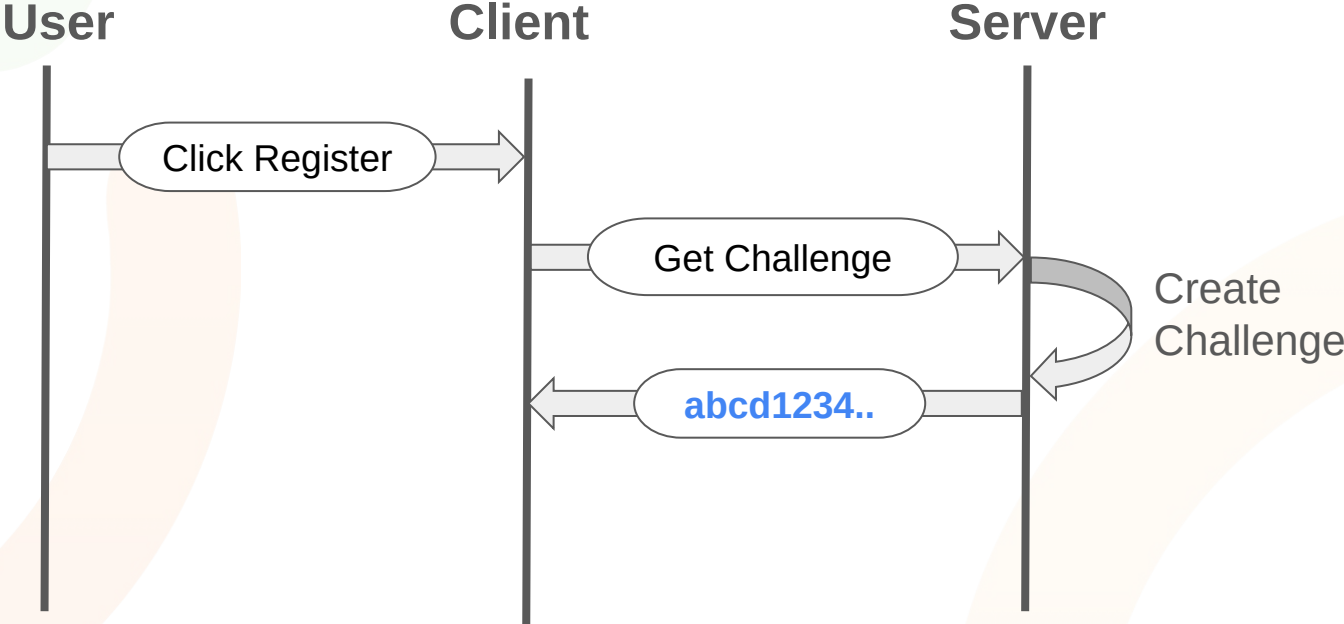 User
Client
Server
Click Register
Get Challenge
Create
Challenge
abcd1234..